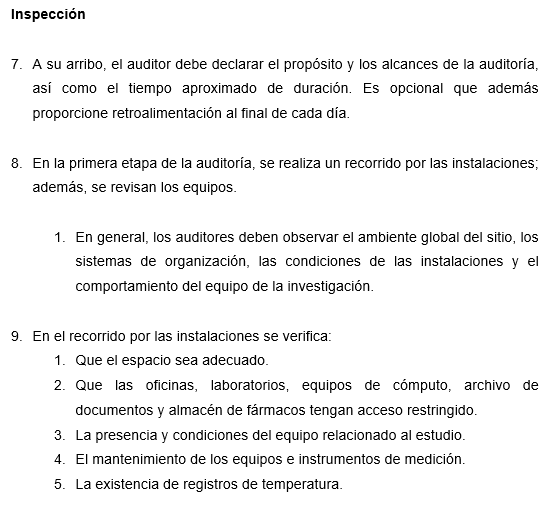 Inspección
7. A su arribo, el auditor debe declarar el propósito y los alcances de la auditoría,
así como el tiempo aproximado de duración. Es opcional que además
proporcione retroalimentación al final de cada día.
8. En la primera etapa de la auditoría, se realiza un recorrido por las instalaciones;
además, se revisan los equipos.
1. En general, los auditores deben observar el ambiente global del sitio, los
sistemas de organización, las condiciones de las instalaciones y el
comportamiento del equipo de la investigación.
9. En el recorrido por las instalaciones se verifica:
1. Que el espacio sea adecuado.
2. Que las oficinas, laboratorios, equipos de cómputo, archivo de
documentos y almacén de fármacos tengan acceso restringido.
3. La presencia y condiciones del equipo relacionado al estudio.
4. El mantenimiento de los equipos e instrumentos de medición.
5. La existencia de registros de temperatura.